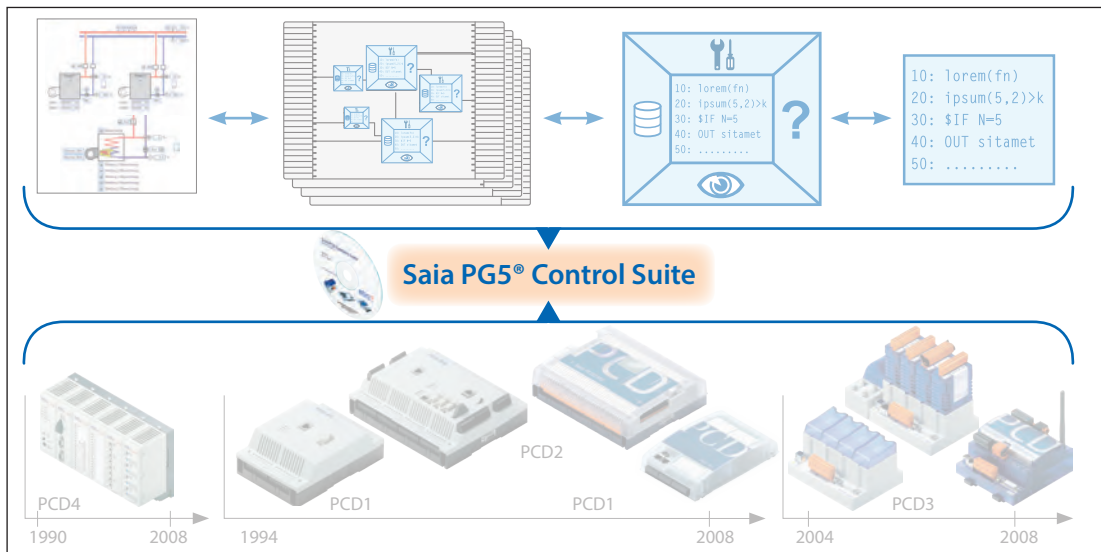 10: lorem(fn)
20: ipsum(5,2)>k
30: $IF N=5
40: OUT sitamet
50: .........
?
10: lorem(fn)
20: ipsum(5,2)>k
30: $IF N=5
40: OUT sitamet
50: .........
Saia PG5® Control Suite
PCD4
PCD1
PCD2
PCD1
PCD3
1990
2008
1994
2008
2004
2008